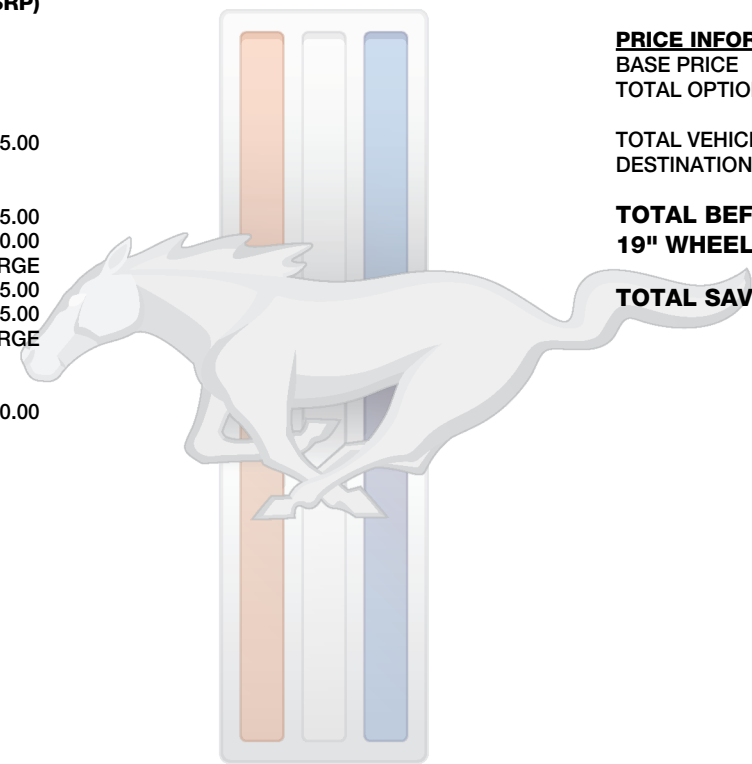 SRP)
5.00
5.00
0.00
RGE
5.00
5.00
RGE
0.00
PRICE INFOR
BASE PRICE
TOTAL OPTIO
TOTAL VEHICL
DESTINATION
TOTAL BEF
19" WHEEL
TOTAL SAV